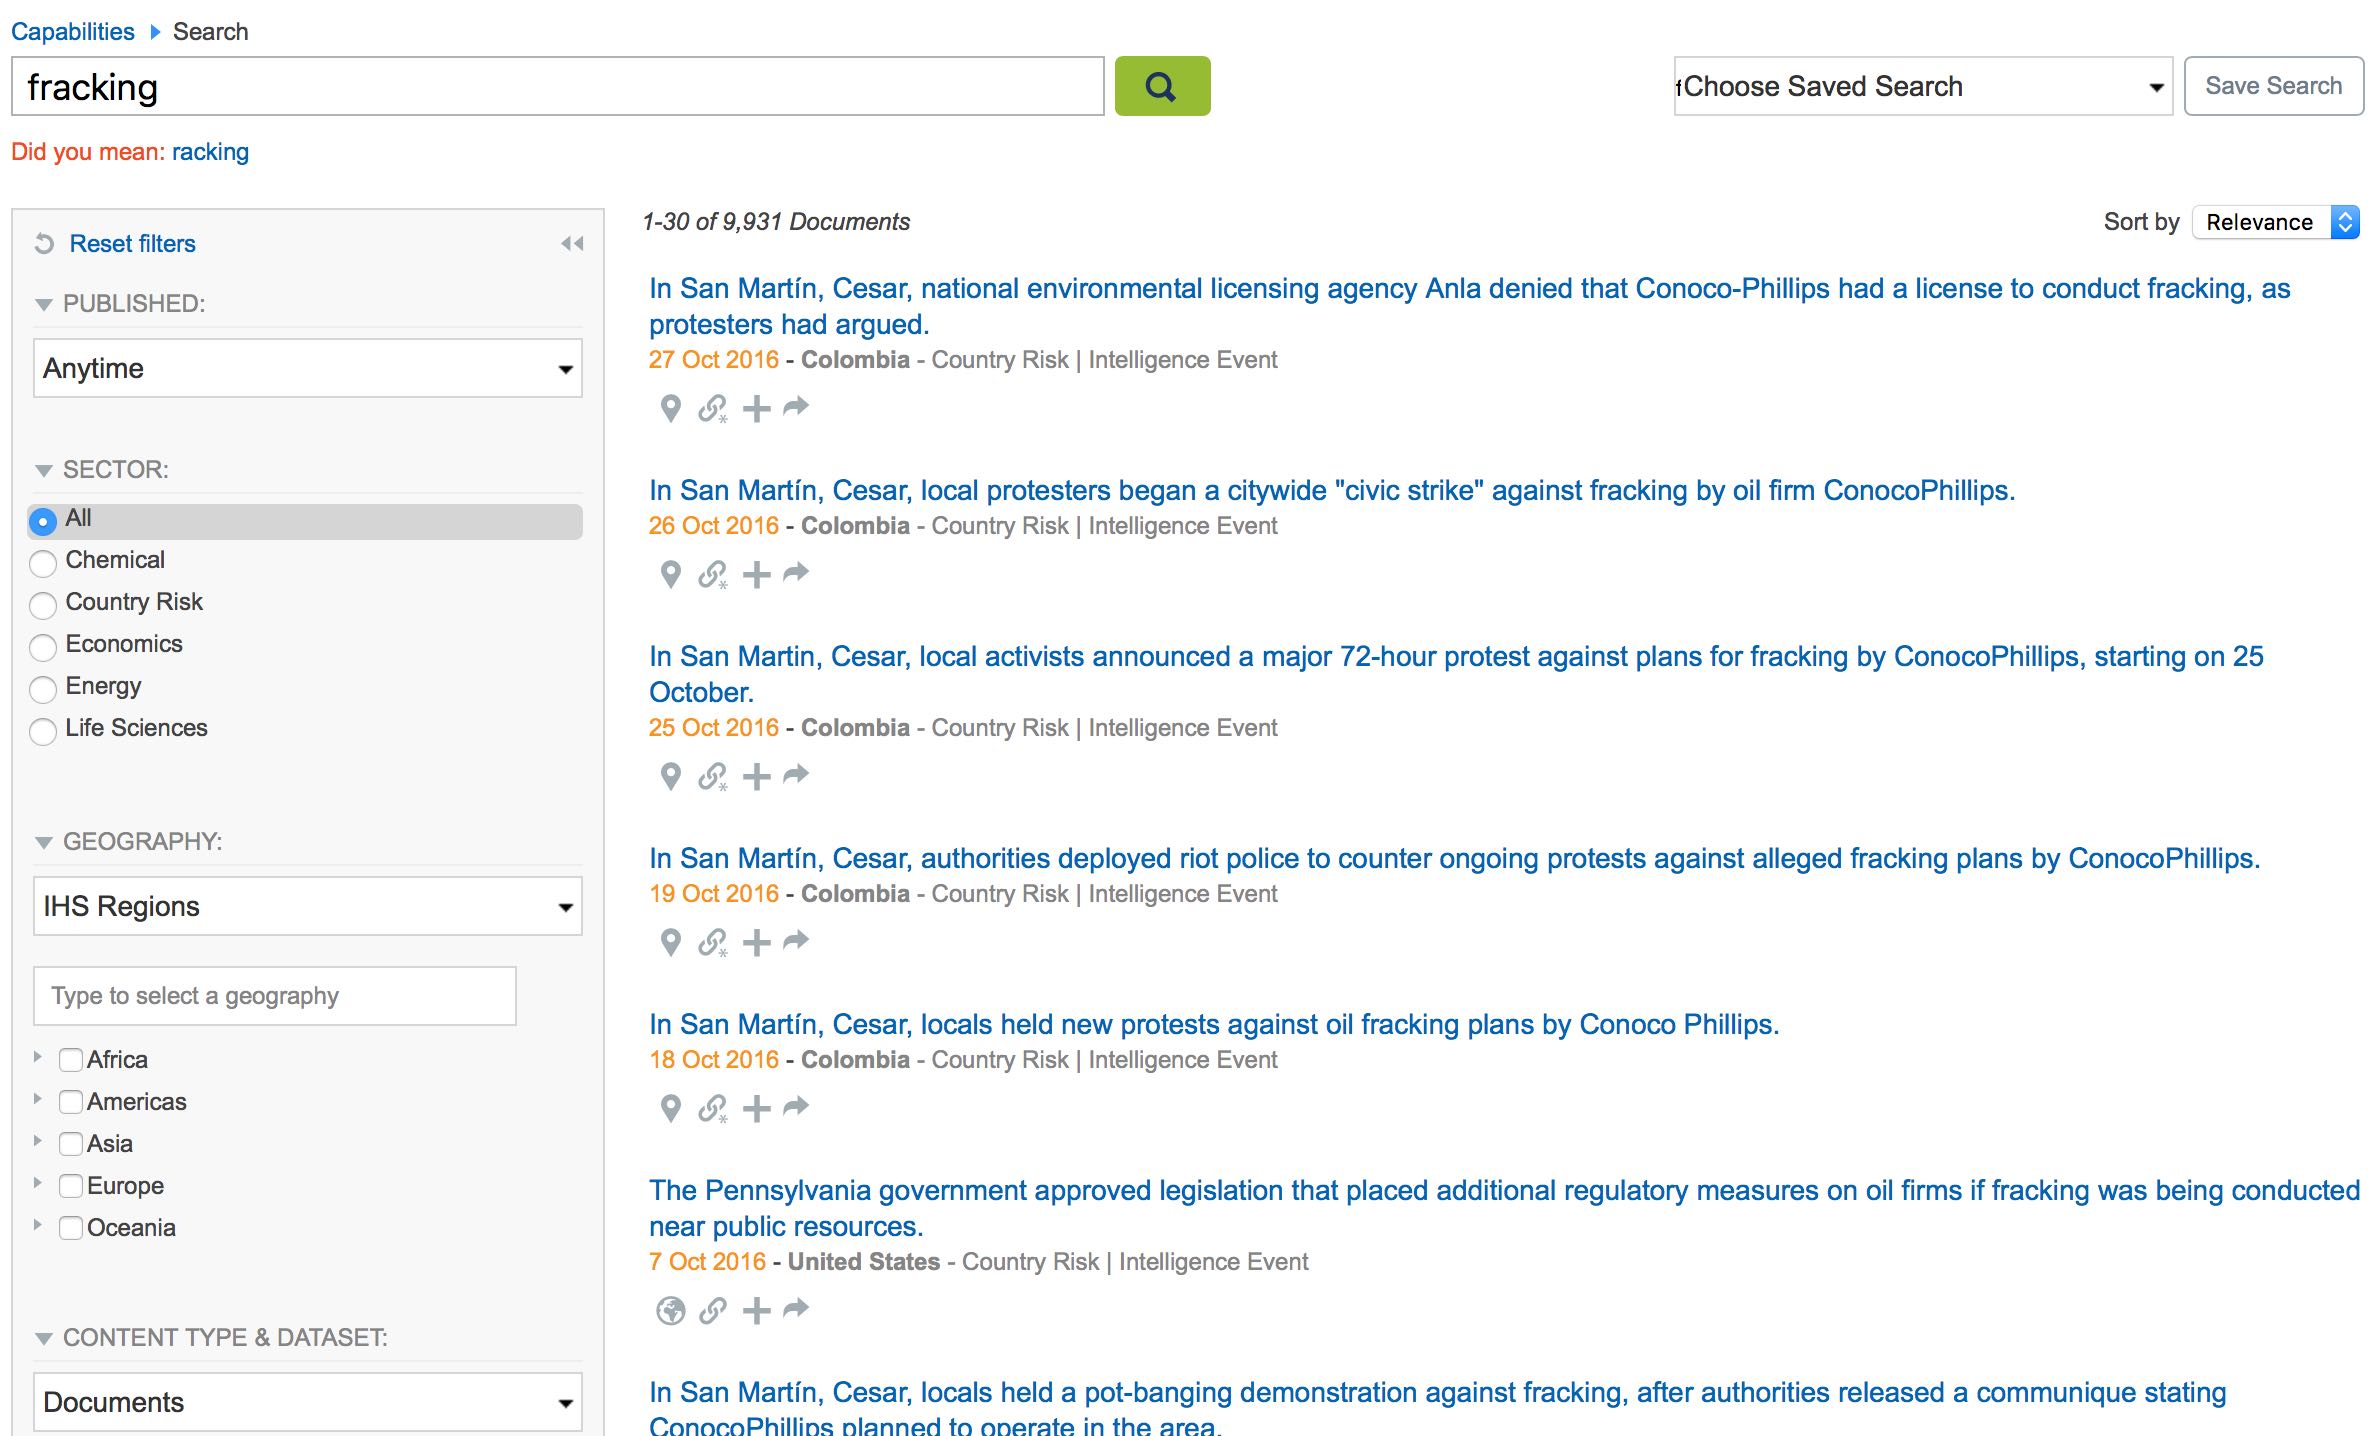 Capabilities Search
fracking
Choose Saved Search
Save Search
Did you mean: racking
Reset filters
PUBLISHED:
Anytime
SECTOR:
All
Chemical
Country Risk
Economics
Energy
Life Sciences
GEOGRAPHY:
IHS Regions
Type to select a geography
Africa
Americas
Asia
Europe
Oceania
CONTENT TYPE & DATASET:
Documents
1-30 of 9,931 Documents
Sort by Relevance
In San Martín, Cesar, national environmental licensing agency Anla denied that Conoco-Phillips had a license to conduct fracking, as
protesters had argued.
27 Oct 2016 - Colombia - Country Risk | Intelligence Event
In San Martín, Cesar, local protesters began a citywide "civic strike" against fracking by oil firm ConocoPhillips.
26 Oct 2016 - Colombia - Country Risk | Intelligence Event
In San Martin, Cesar, local activists announced a major 72-hour protest against plans for fracking by ConocoPhillips, starting on 25
October.
25 Oct 2016 - Colombia - Country Risk | Intelligence Event
In San Martín, Cesar, authorities deployed riot police to counter ongoing protests against alleged fracking plans by ConocoPhillips.
19 Oct 2016 - Colombia - Country Risk | Intelligence Event
In San Martín, Cesar, locals held new protests against oil fracking plans by Conoco Phillips.
18 Oct 2016 - Colombia - Country Risk | Intelligence Event
The Pennsylvania government approved legislation that placed additional regulatory measures on oil firms if fracking was being conducted
near public resources.
7 Oct 2016 - United States - Country Risk | Intelligence Event
In San Martín, Cesar, locals held a pot-banging demonstration against fracking, after authorities released a communique stating
ConocoPhillips planned to operate in the area.